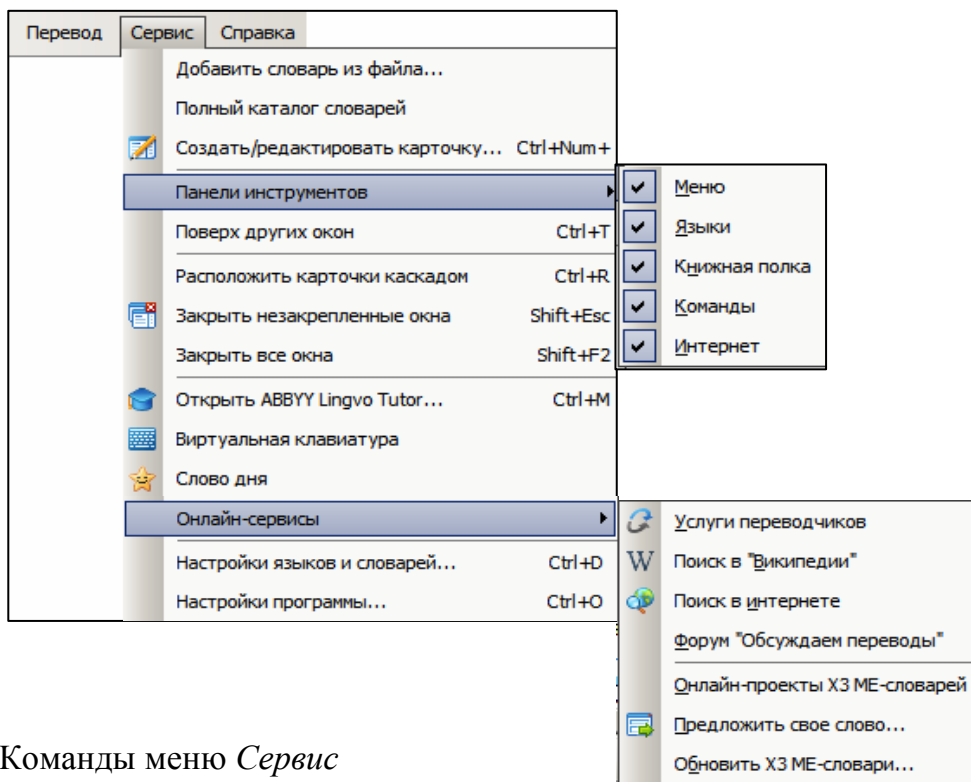 Перевод Сервис Справка
Добавить словарь из файла...
Полный каталог словарей
Создать/редактировать карточку... Ctrl+Num+
Панели инструментов
Поверх других окон Ctrl+T
Расположить карточки каскадом Ctrl+R
Закрыть незакрепленные окна Shift+Esc
Закрыть все окна Shift+F2
Открыть ABBYY Lingvo Tutor... Ctrl+M
Виртуальная клавиатура
Слово дня
Онлайн-сервисы
Настройки языков и словарей... Ctrl+D
Настройки программы... Ctrl+O
Меню
Языки
Книжная полка
Команды
Интернет
Услуги переводчиков
W Поиск в "Википедии"
Поиск в интернете
Форум "Обсуждаем переводы"
Онлайн-проекты X3 ME-словарей
Предложить свое слово...
Обновить X3 ME-словари...
Команды меню Сервис